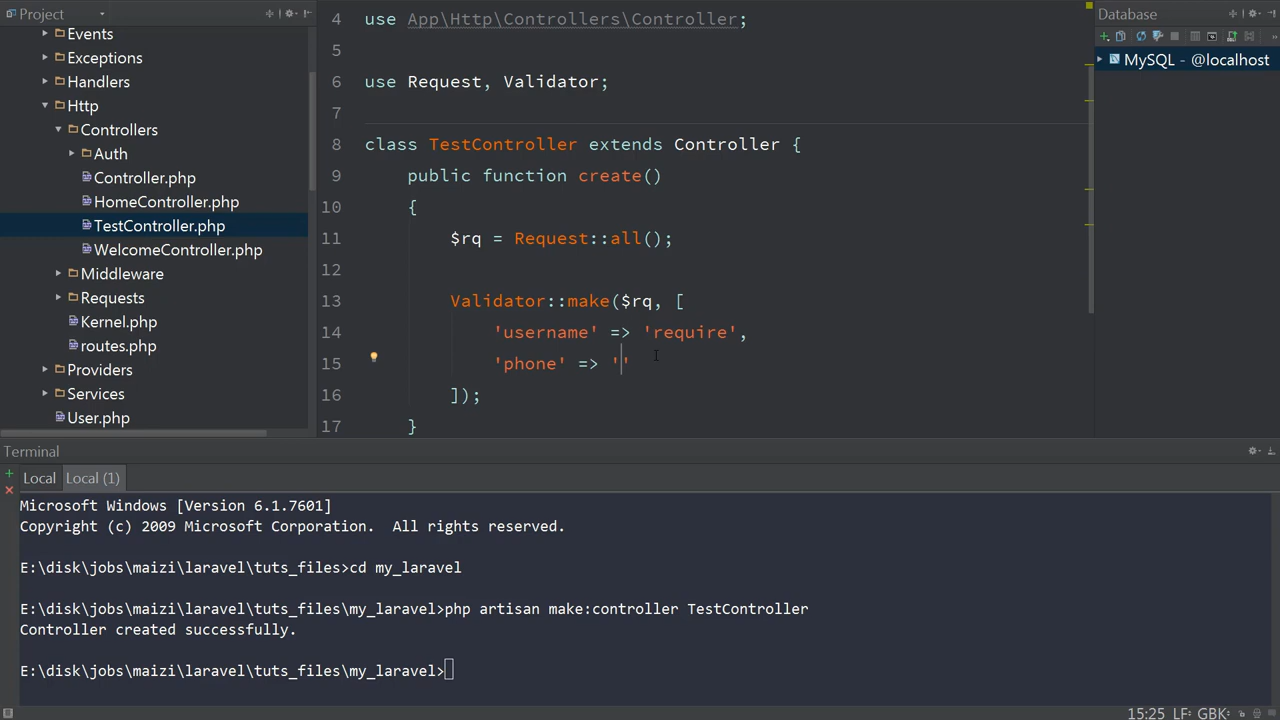 Project
Events
Exceptions
Handlers
Http
Controllers
Auth
Controller.php
HomeController.php
TestController.php
WelcomeController.php
Middleware
Requests
Kernel.php
routes.php
Providers
Services
User.php
4 use App\Http\Controllers\Controller;
5
6 use Request, Validator;
7
8 class TestController extends Controller {
9 public function create()
10 {
11 $rq = Request::all();
12
13 Validator::make($rq, [
14 'username' => 'require',
15 'phone' => ''
16 ]);
17 }
Database
MySQL - @localhost
Terminal
Local Local (1)
Microsoft Windows [Version 6.1.7601]
Copyright (c) 2009 Microsoft Corporation. All rights reserved.
E:\disk\jobs\maizi\laravel\tuts_files>cd my_laravel
E:\disk\jobs\maizi\laravel\tuts_files\my_laravel>php artisan make:controller TestController
Controller created successfully.
E:\disk\jobs\maizi\laravel\tuts_files\my_laravel>
15:25 LF÷ GBK÷